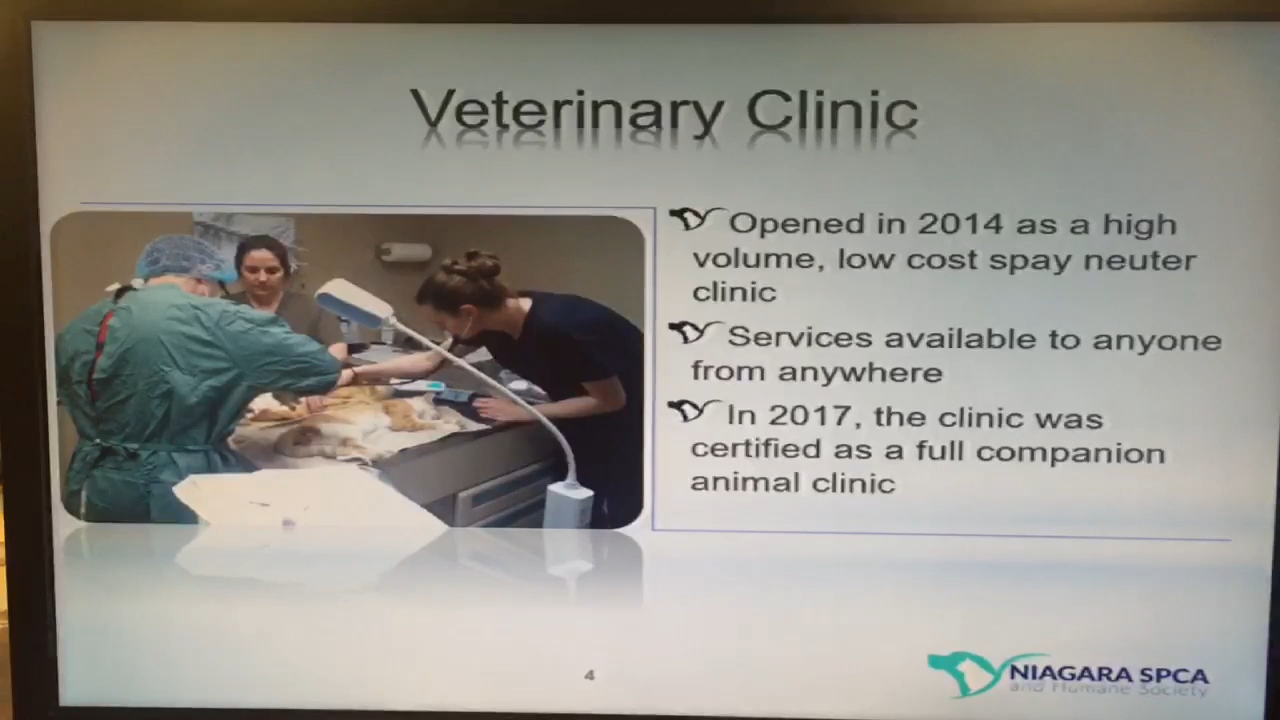 Veterinary Clinic
Opened in 2014 as a high
volume, low cost spay neuter
clinic
Services available to anyone
from anywhere
In 2017, the clinic was
certified as a full companion
animal clinic
4
NIAGARA SPCA
and Humane Society